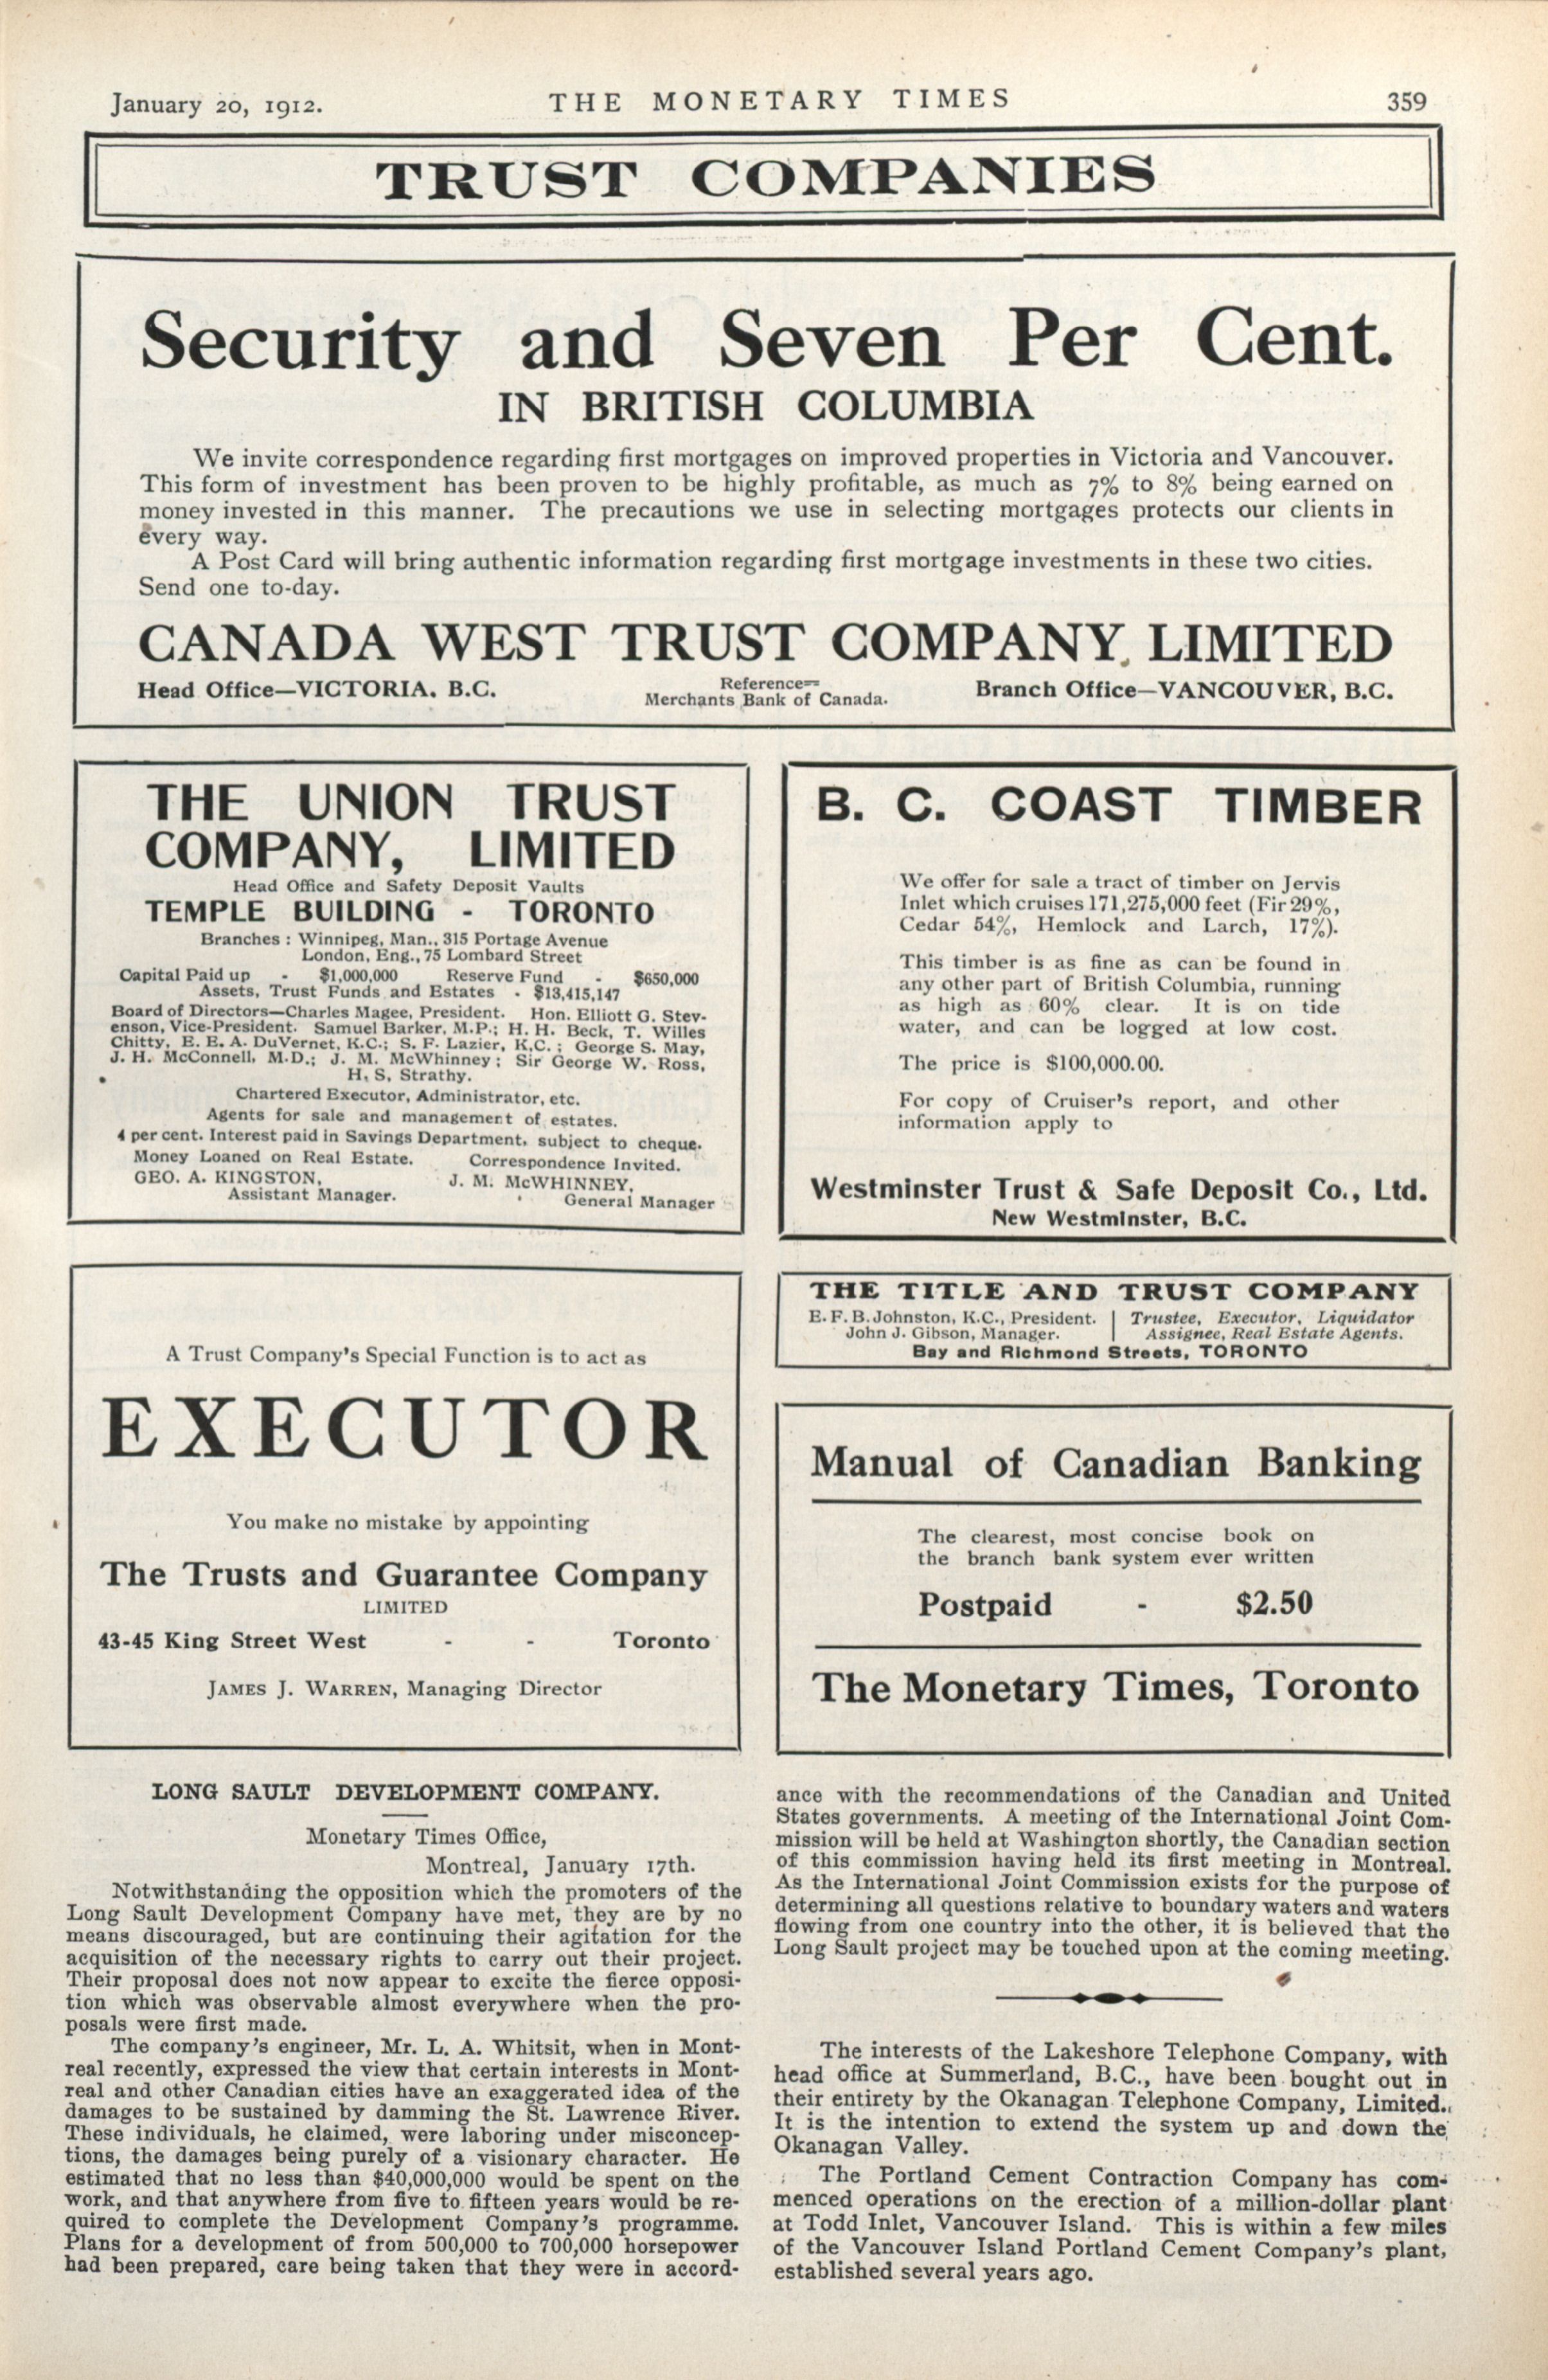 January 20, 1912.
THE MONETARY TIMES
359
TRUST COMPANIES
Security and Seven Per Cent.
IN BRITISH COLUMBIA
We invite correspondence regarding first mortgages on improved properties in Victoria and Vancouver.
This form of investment has been proven to be highly profitable, as much as 7% to 8% being earned on
money invested in this manner. The precautions we use in selecting mortgages protects our clients in
every way.
A Post Card will bring authentic information regarding first mortgage investments in these two cities.
Send one to-day.
CANADA WEST TRUST COMPANY, LIMITED
Head Office—VICTORIA. B.C.
Reference—
Merchants Bank of Canada.
Branch Office—VANCOUVER, B.C.
THE UNION TRUST
COMPANY, LIMITED
Head Office and Safety Deposit Vaults
TEMPLE BUILDING - TORONTO
Branches : Winnipeg, Man., 315 Portage Avenue
London, Eng., 75 Lombard Street
Capital Paid up - $1,000,000 Reserve Fund - $650,000
Assets, Trust Funds and Estates - $13,415,147
Board of Directors—Charles Magee, President. Hon. Elliott G. Stev-
enson, Vice-President. Samuel Barker, M.P.; H. H. Beck, T. Willes
Chitty, E. E. A. DuVernet, K.C.; S. F. Lazier, K.C. ; George S. May,
J. H. McConnell, M.D.; J. M. McWhinney ; Sir George W. Ross,
H. S. Strathy.
Chartered Executor, Administrator, etc.
Agents for sale and management of estates.
4 per cent. Interest paid in Savings Department, subject to cheque.
Money Loaned on Real Estate. Correspondence Invited.
GEO. A. KINGSTON,
Assistant Manager.
J. M. McWHINNEY,
General Manager
B. C. COAST TIMBER
We offer for sale a tract of timber on Jervis
Inlet which cruises 171,275,000 feet (Fir 29%,
Cedar 54%, Hemlock and Larch, 17%).
This timber is as fine as can be found in
any other part of British Columbia, running
as high as 60% clear. It is on tide
water, and can be logged at low cost.
The price is $100,000.00.
For copy of Cruiser's report, and other
information apply to
Westminster Trust & Safe Deposit Co., Ltd.
New Westminster, B.C.
A Trust Company's Special Function is to act as
EXECUTOR
You make no mistake by appointing
The Trusts and Guarantee Company
LIMITED
43-45 King Street West - - Toronto
JAMES J. WARREN, Managing Director
THE TITLE AND TRUST COMPANY
E. F. B. Johnston, K.C., President.
John J. Gibson, Manager.
Trustee, Executor, Liquidator
Assignee, Real Estate Agents.
Bay and Richmond Streets, TORONTO
Manual of Canadian Banking
The clearest, most concise book on
the branch bank system ever written
Postpaid - $2.50
The Monetary Times, Toronto
LONG SAULT DEVELOPMENT COMPANY.
Monetary Times Office,
Montreal, January 17th.
Notwithstanding the opposition which the promoters of the
Long Sault Development Company have met, they are by no
means discouraged, but are continuing their agitation for the
acquisition of the necessary rights to carry out their project.
Their proposal does not now appear to excite the fierce opposi-
tion which was observable almost everywhere when the pro-
posals were first made.
The company's engineer, Mr. L. A. Whitsit, when in Mont-
real recently, expressed the view that certain interests in Mont-
real and other Canadian cities have an exaggerated idea of the
damages to be sustained by damming the St. Lawrence River.
These individuals, he claimed, were laboring under misconcep-
tions, the damages being purely of a visionary character. He
estimated that no less than $40,000,000 would be spent on the
work, and that anywhere from five to fifteen years would be re-
quired to complete the Development Company's programme.
Plans for a development of from 500,000 to 700,000 horsepower
had been prepared, care being taken that they were in accord-
ance with the recommendations of the Canadian and United
States governments. A meeting of the International Joint Com-
mission will be held at Washington shortly, the Canadian section
of this commission having held its first meeting in Montreal.
As the International Joint Commission exists for the purpose of
determining all questions relative to boundary waters and waters
flowing from one country into the other, it is believed that the
Long Sault project may be touched upon at the coming meeting.
The interests of the Lakeshore Telephone Company, with
head office at Summerland, B.C., have been bought out in
their entirety by the Okanagan Telephone Company, Limited.
It is the intention to extend the system up and down the
Okanagan Valley.
The Portland Cement Contraction Company has com-
menced operations on the erection of a million-dollar plant
at Todd Inlet, Vancouver Island. This is within a few miles
of the Vancouver Island Portland Cement Company's plant,
established several years ago.